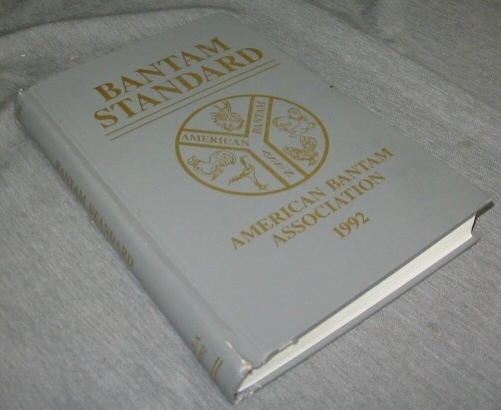 BANTAM
STANDARD
AMERICAN
BANTAM
AMERICAN BANTAM
ASSOCIATION
1992
BANTAM STANDARD